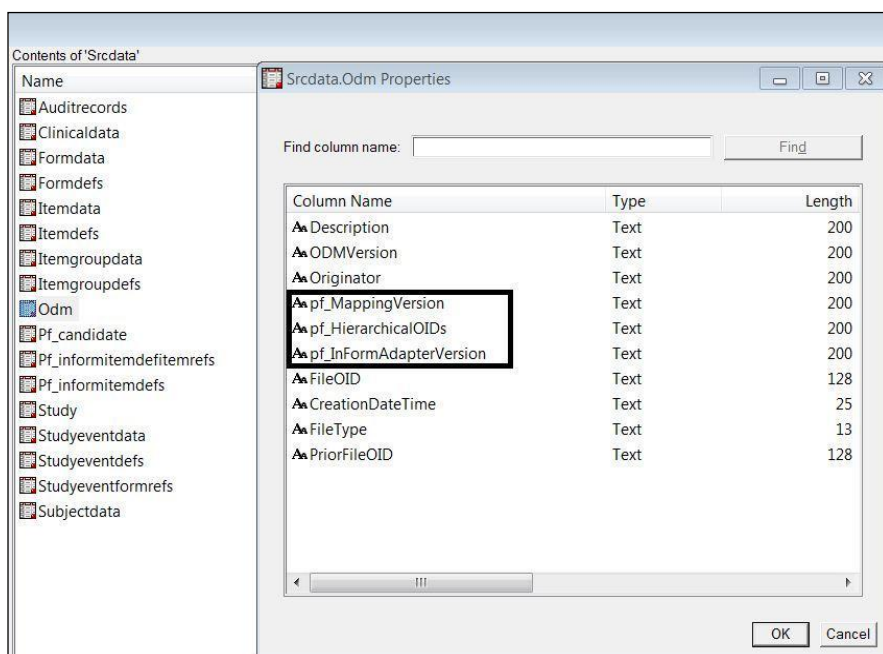 Contents of 'Srcdata'
Name
Auditrecords
Clinicaldata
Formdata
Formdefs
Itemdata
Itemdefs
Itemgroupdata
Itemgroupdefs
Odm
Pf_candidate
Pf_informitemdefitemrefs
Pf_informitemdefs
Study
Studyeventdata
Studyeventdefs
Studyeventformrefs
Subjectdata
Srcdata.Odm Properties
Find column name: Find
Column Name Type Length
Description Text 200
ODMVersion Text 200
Originator Text 200
pf_MappingVersion Text 200
pf_HierarchicalOIDs Text 200
pf_InFormAdapterVersion Text 200
FileOID Text 128
CreationDateTime Text 25
FileType Text 13
PriorFileOID Text 128
OK Cancel